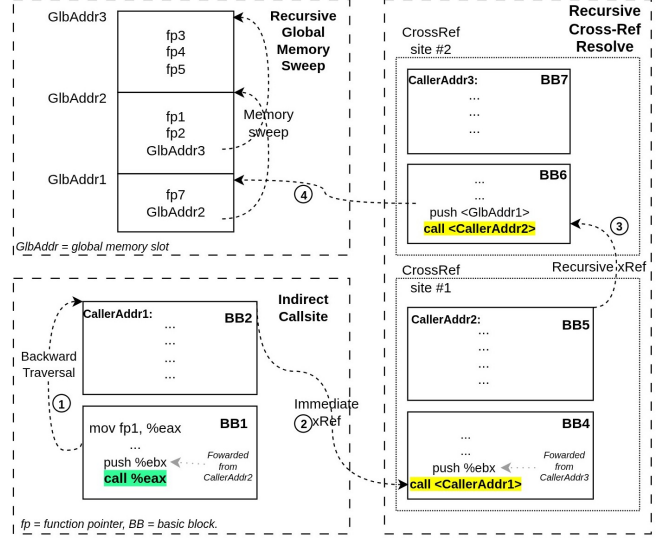 GlbAddr3
fp3
fp4
fp5
Recursive
Global
Memory
Sweep
GlbAddr2
fp1
fp2
GlbAddr3
Memory
sweep
GlbAddr1
fp7
GlbAddr2
4
GlbAddr = global memory slot
Recursive
Cross-Ref
Resolve
CrossRef
site #2
CallerAddr3:
BB7
...
...
...
BB6
...
...
push <GlbAddr1>
call <CallerAddr2>
3
Recursive xRef
CrossRef
site #1
CallerAddr2:
BB5
...
...
...
BB4
...
...
push %ebx
call <CallerAddr1>
Fowarded
from
CallerAddr3
Indirect
Callsite
CallerAddr1:
BB2
...
...
...
...
Backward
Traversal
1
Immediate
2
xRef
BB1
mov fp1, %eax
...
push %ebx
call %eax
Fowarded
from
CallerAddr2
fp = function pointer, BB = basic block.